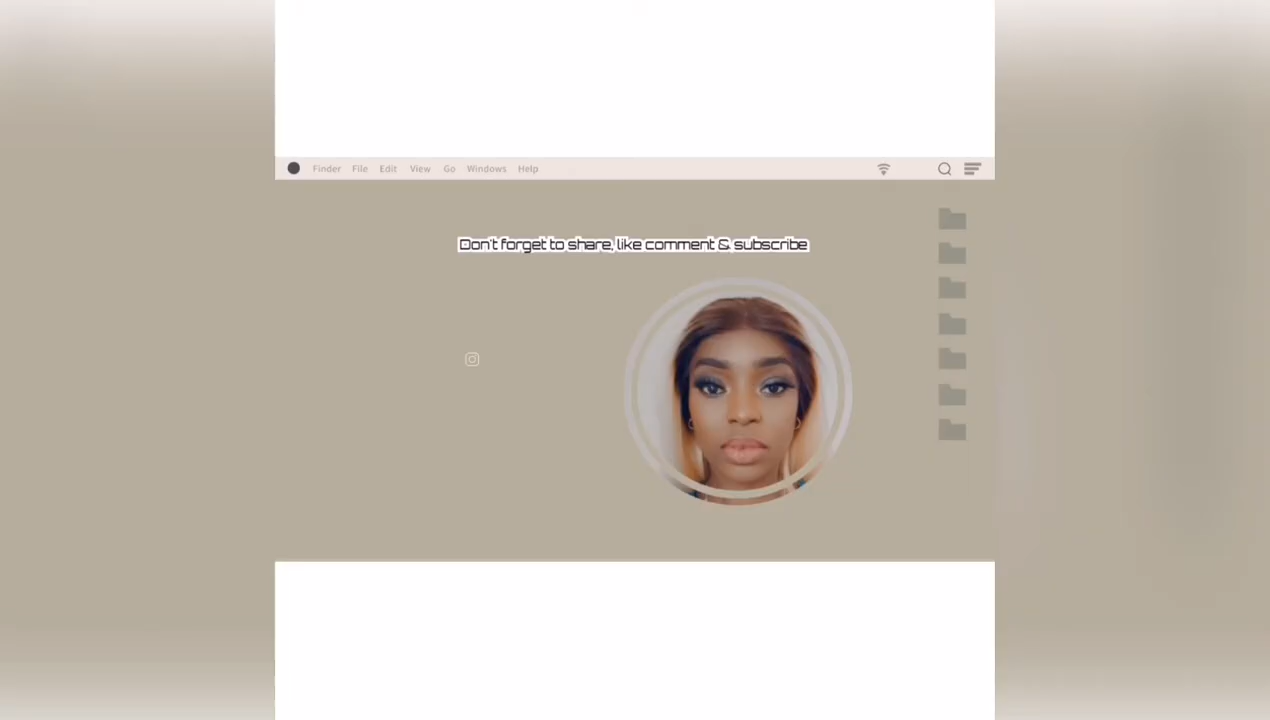 Finder File Edit View Go Windows Help
Don't forget to share, like comment & subscribe